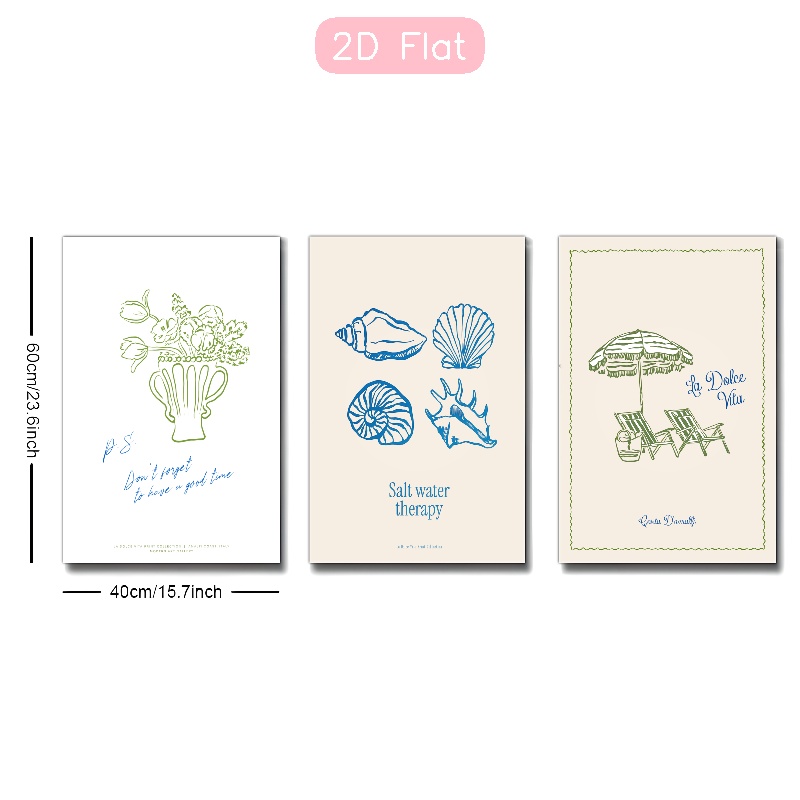 2D Flat
60cm/23.6inch
40cm/15.7inch
P S
Don't forget
to have a good time
Salt water
therapy
La Dolce
Vita